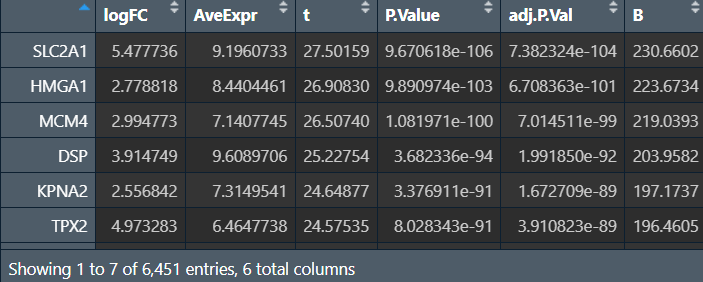 logFC AveExpr t P.Value adj.P.Val B
SLC2A1 5.477736 9.1960733 27.50159 9.670618e-106 7.382324e-104 230.6602
HMGA1 2.778818 8.4404461 26.90830 9.890974e-103 6.708363e-101 223.6734
MCM4 2.994773 7.1407745 26.50740 1.081971e-100 7.014511e-99 219.0393
DSP 3.914749 9.6089706 25.22754 3.682336e-94 1.991850e-92 203.9582
KPNA2 2.556842 7.3149541 24.64877 3.376911e-91 1.672709e-89 197.1737
TPX2 4.973283 6.4647738 24.57535 8.028343e-91 3.910823e-89 196.4605
Showing 1 to 7 of 6,451 entries, 6 total columns